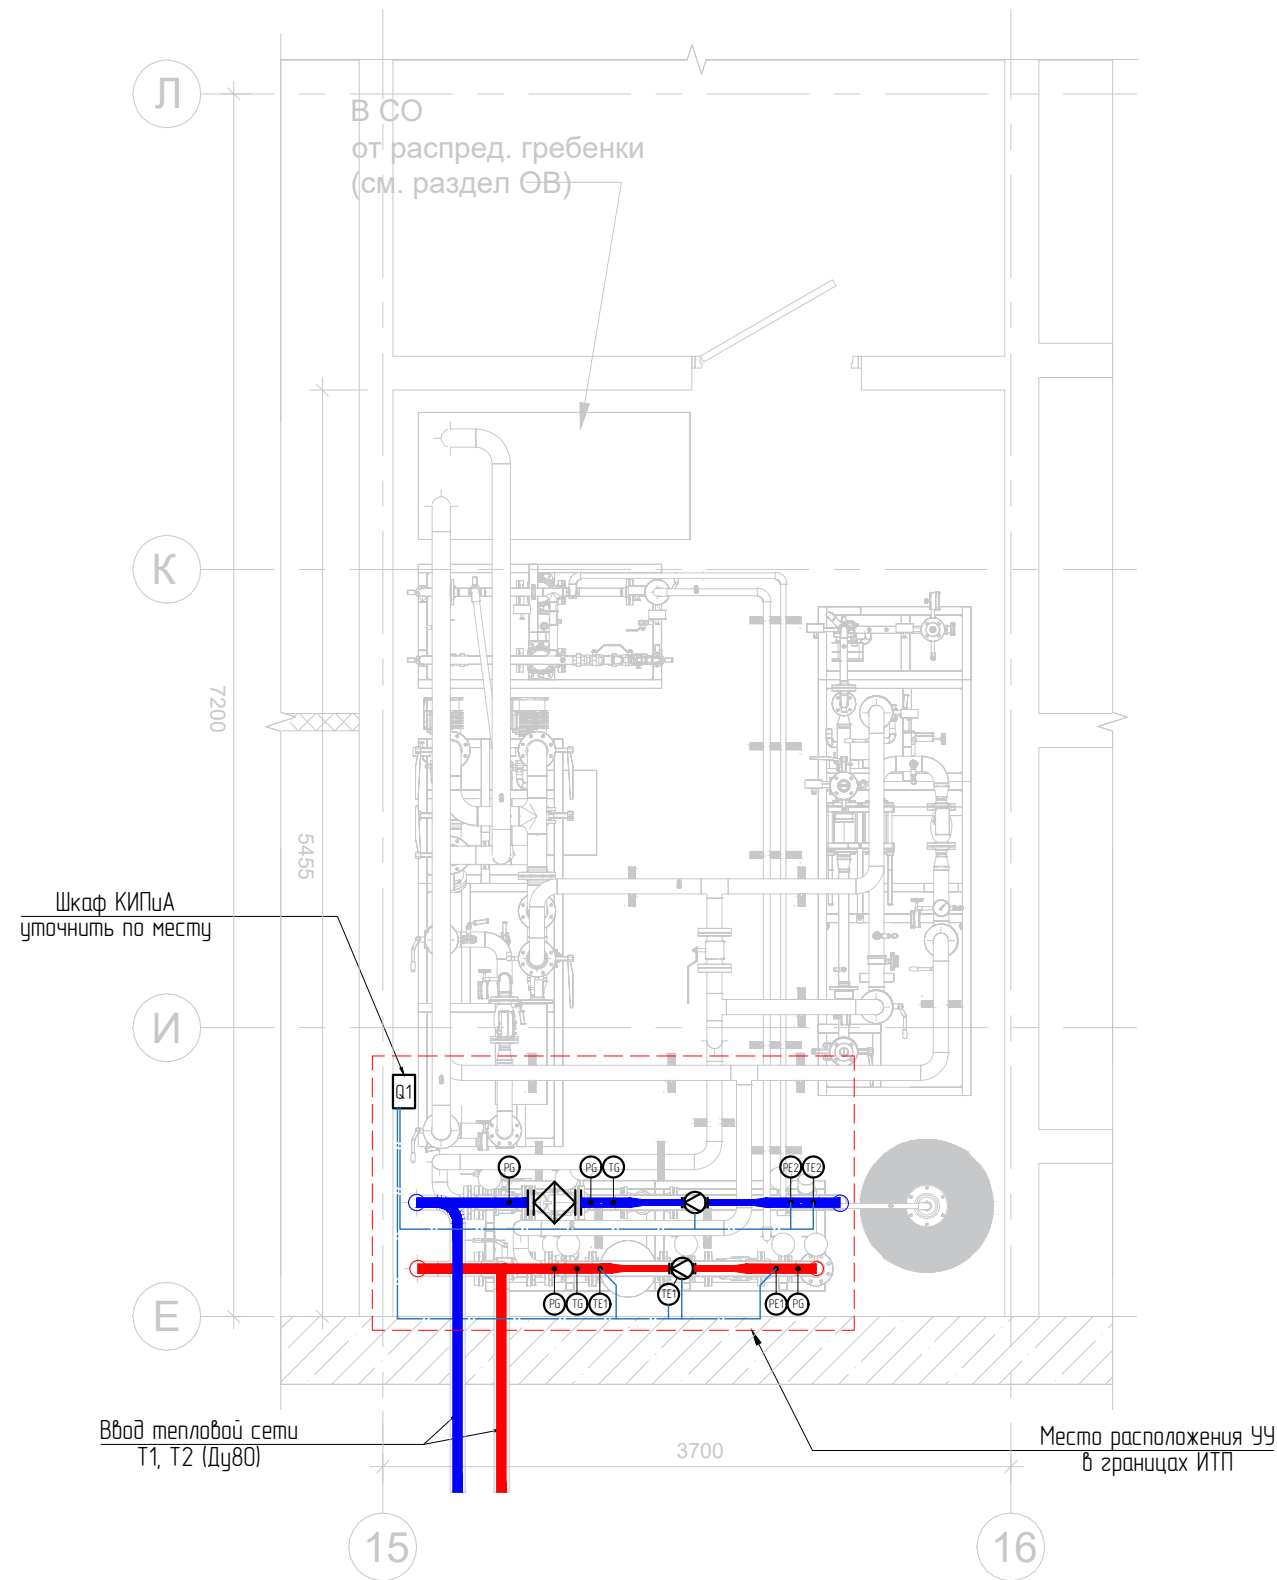 Л
В СО
от распред. гребенки
(см. раздел ОВ)
К
7200
5455
Шкаф КИПиА
уточнить по месту
И
Q1
PG
PG
TG
PE2
TE2
TE1
PG
TG
TE1
PE1
PG
Е
Ввод тепловой сети
Т1, Т2 (Ду80)
3700
Место расположения УУ
в границах ИТП
15
16